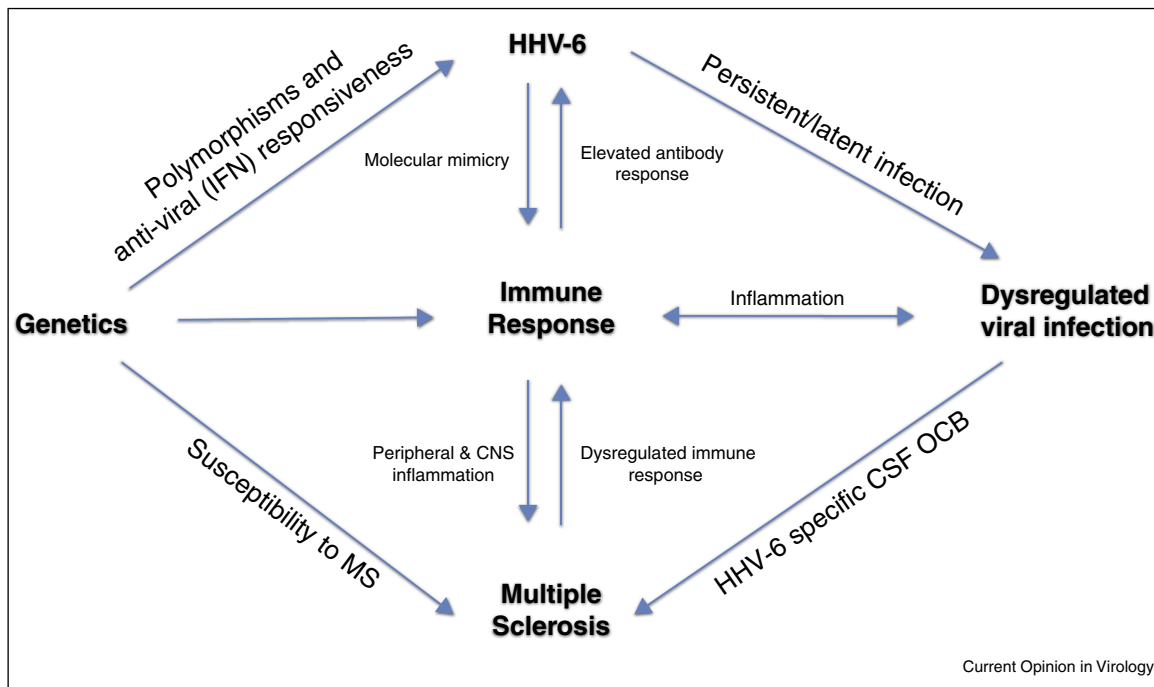 HHV-6
Polymorphisms and
anti-viral (IFN) responsiveness
Persistent/latent infection
Molecular mimicry
Elevated antibody
response
Genetics
Immune
Response
Inflammation
Dysregulated
viral infection
Susceptibility to MS
Peripheral & CNS
inflammation
Dysregulated immune
response
HHV-6 specific CSF OCB
Multiple
Sclerosis
Current Opinion in Virology